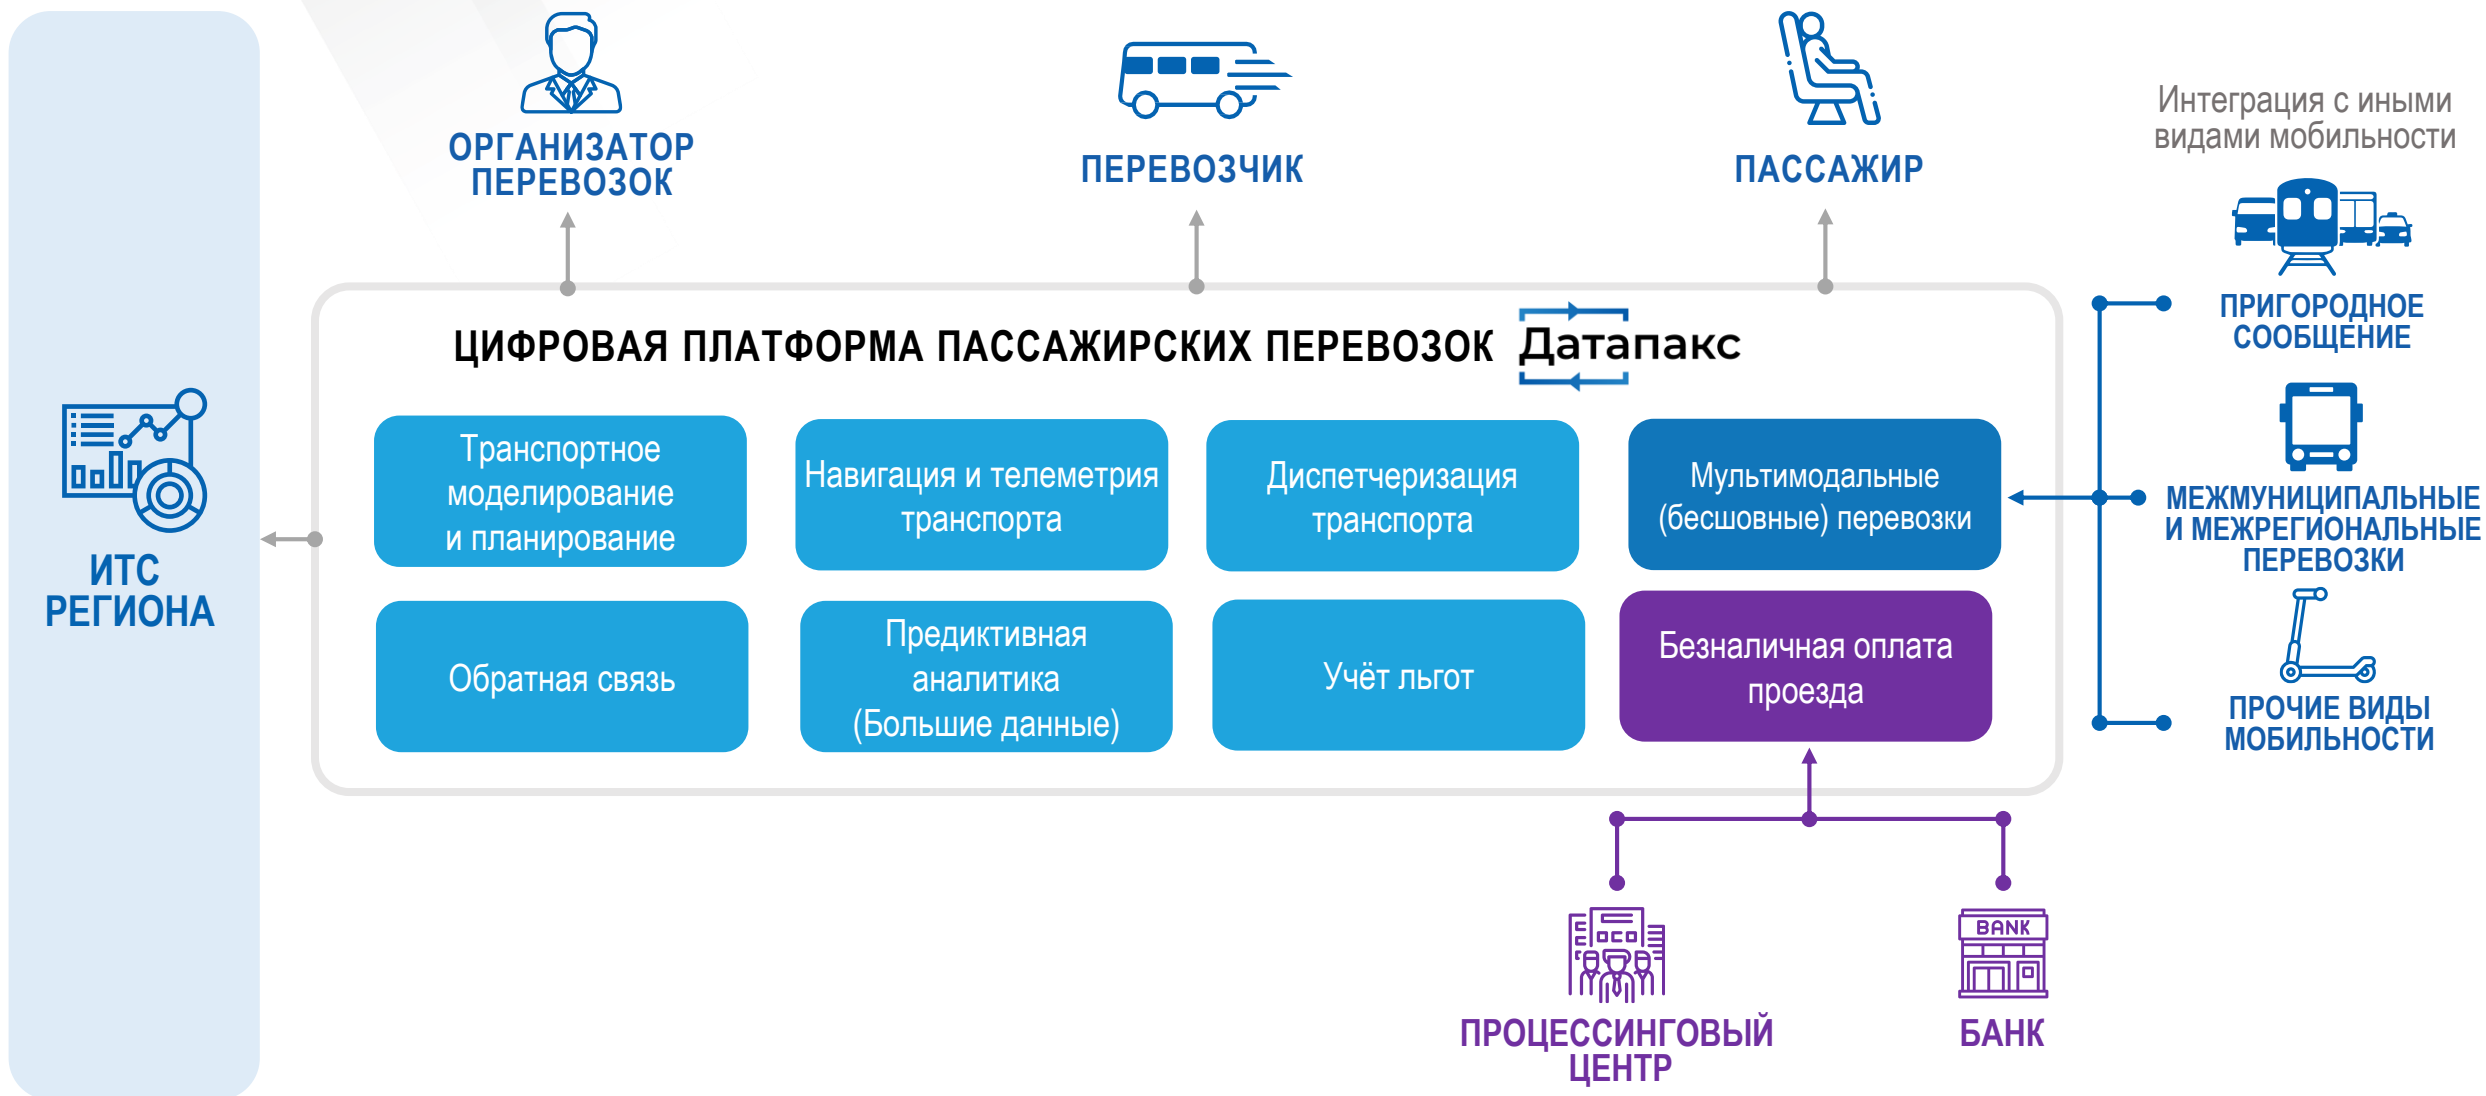 ОРГАНИЗАТОР
ПЕРЕВОЗОК
ПЕРЕВОЗЧИК
ПАССАЖИР
Интеграция с иными
видами мобильности
ПРИГОРОДНОЕ
СООБЩЕНИЕ
МЕЖМУНИЦИПАЛЬНЫЕ
И МЕЖРЕГИОНАЛЬНЫЕ
ПЕРЕВОЗКИ
ПРОЧИЕ ВИДЫ
МОБИЛЬНОСТИ
ИТС
РЕГИОНА
ЦИФРОВАЯ ПЛАТФОРМА ПАССАЖИРСКИХ ПЕРЕВОЗОК Датапакс
Транспортное
моделирование
и планирование
Навигация и телеметрия
транспорта
Диспетчеризация
транспорта
Мультимодальные
(бесшовные) перевозки
Обратная связь
Предиктивная
аналитика
(Большие данные)
Учёт льгот
Безналичная оплата
проезда
BANK
ПРОЦЕССИНГОВЫЙ
ЦЕНТР
БАНК